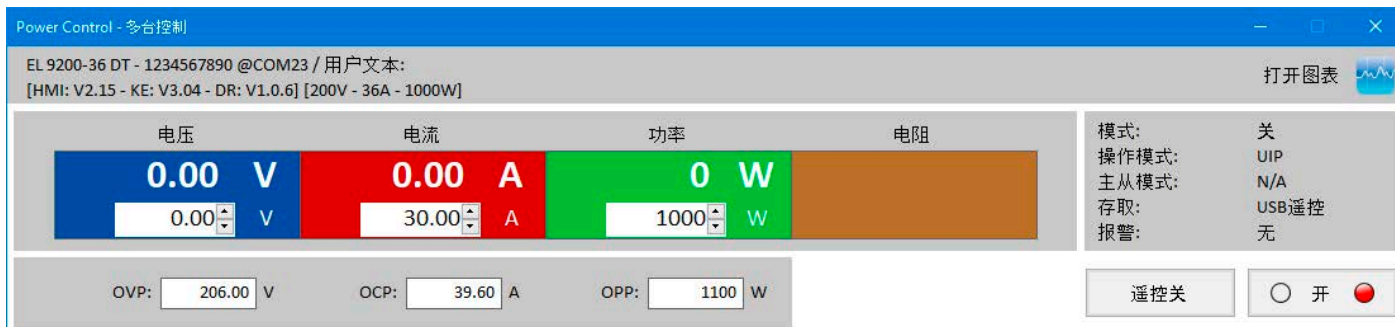 Power Control - 多台控制
EL 9200-36 DT - 1234567890 @COM23 / 用户文本:
[HMI: V2.15 - KE: V3.04 - DR: V1.0.6] [200V - 36A - 1000W]
打开图表
电压 电流 功率 电阻
0.00 V 0.00 A 0 W
0.00 V 30.00 A 1000 W
模式: 关
操作模式: UIP
主从模式: N/A
存取: USB遥控
报警: 无
OVP: 206.00 V OCP: 39.60 A OPP: 1100 W
遥控关 开